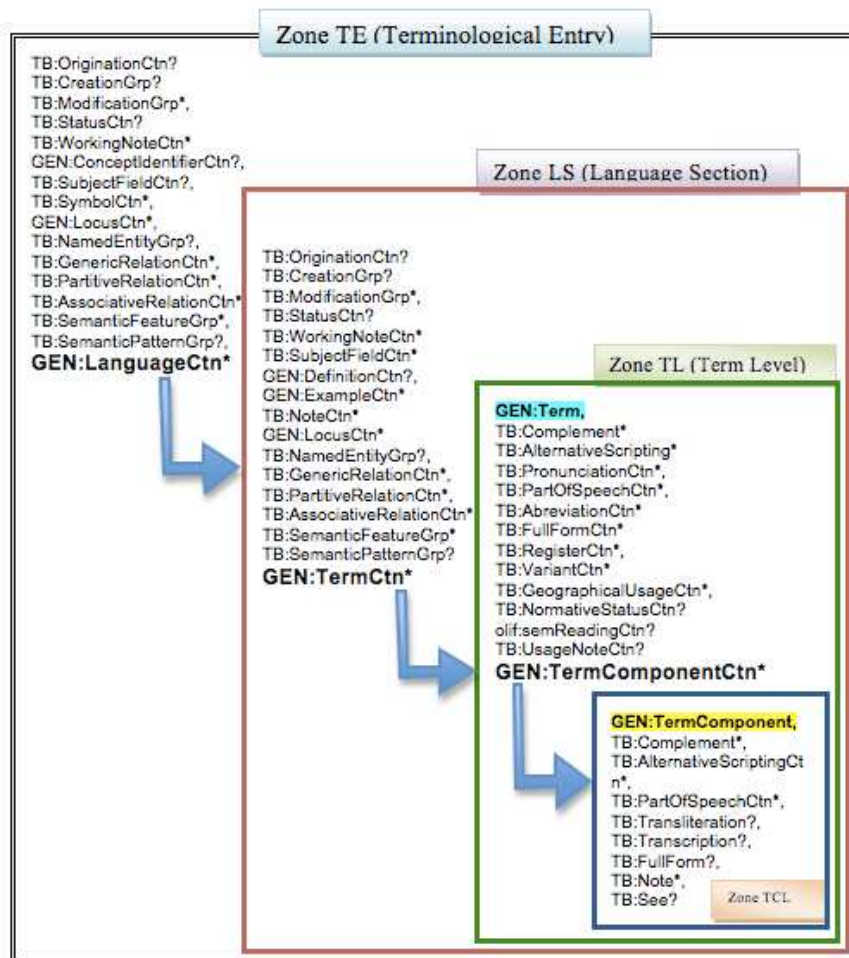 Zone TE (Terminological Entry)
TB:OriginationCtn?
TB:CreationGrp?
TB:ModificationGrp*,
TB:StatusCtn?
TB:WorkingNoteCtn*
GEN:ConceptIdentifierCtn?,
TB:SubjectFieldCtn?,
TB:SymbolCtn*,
GEN:LocusCtn*,
TB:NamedEntityGrp?,
TB:GenericRelationCtn*,
TB:PartitiveRelationCtn*,
TB:AssociativeRelationCtn*
TB:SemanticFeatureGrp*,
TB:SemanticPatternGrp?,
GEN:LanguageCtn*
Zone LS (Language Section)
TB:OriginationCtn?
TB:CreationGrp?
TB:ModificationGrp*,
TB:StatusCtn?
TB:WorkingNoteCtn*
TB:SubjectFieldCtn*
GEN:DefinitionCtn?,
GEN:ExampleCtn*
TB:NoteCtn*
GEN:LocusCtn*
TB:NamedEntityGrp?,
TB:GenericRelationCtn*,
TB:PartitiveRelationCtn*,
TB:AssociativeRelationCtn*
TB:SemanticFeatureGrp*
TB:SemanticPatternGrp?
GEN:TermCtn*
Zone TL (Term Level)
GEN:Term,
TB:Complement*
TB:AlternativeScripting*
TB:PronunciationCtn*,
TB:PartOfSpeechCtn*,
TB:AbreviationCtn*
TB:FullFormCtn*
TB:RegisterCtn*,
TB:VariantCtn*
TB:GeographicalUsageCtn*,
TB:NormativeStatusCtn?
olif:semReadingCtn?
TB:UsageNoteCtn?
GEN:TermComponentCtn*
GEN:TermComponent,
TB:Complement*,
TB:AlternativeScriptingCt
n*,
TB:PartOfSpeechCtn*,
TB:Transliteration?,
TB:Transcription?,
TB:FullForm?,
TB:Note*,
TB:See?
Zone TCL